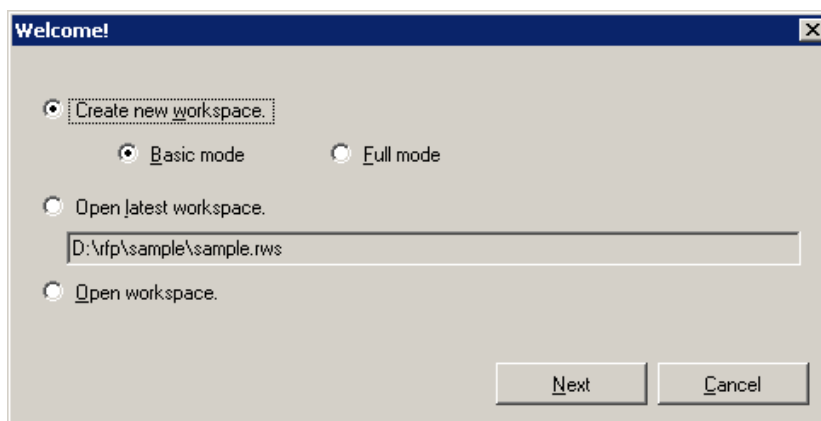 Welcome!
Create new workspace.
Basic mode Full mode
Open latest workspace.
D:\rfp\sample\sample.rws
Open workspace.
Next Cancel